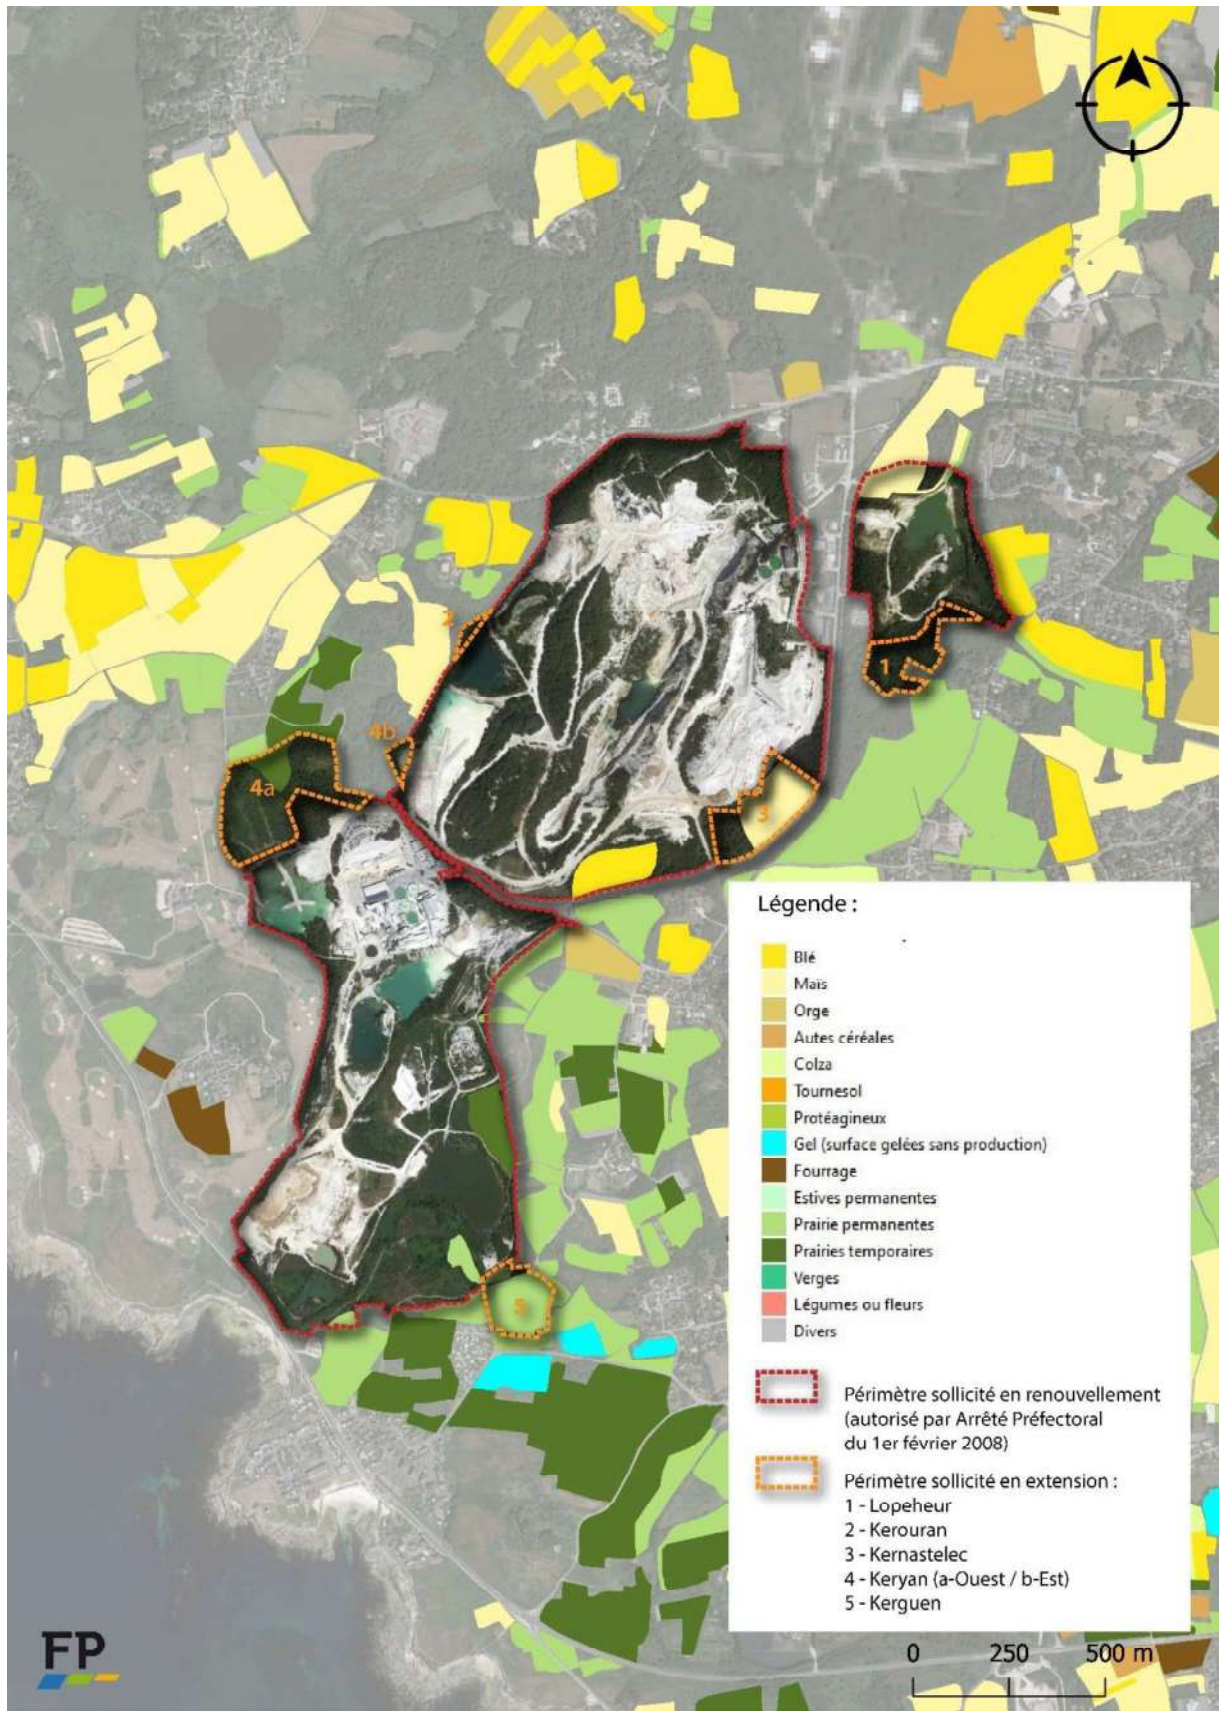 2
1
4b
4a
3
5
Légende :
Blé
Maïs
Orge
Autes céréales
Colza
Tournesol
Protéagineux
Gel (surface gelées sans production)
Fourrage
Estives permanentes
Prairie permanentes
Prairies temporaires
Verges
Légumes ou fleurs
Divers
Périmètre sollicité en renouvellement
(autorisé par Arrêté Préfectoral
du 1er février 2008)
Périmètre sollicité en extension :
1 - Lopeheur
2 - Kerouran
3 - Kernastelec
4 - Keryan (a-Ouest / b-Est)
5 - Kerguen
FP
0 250 500 m